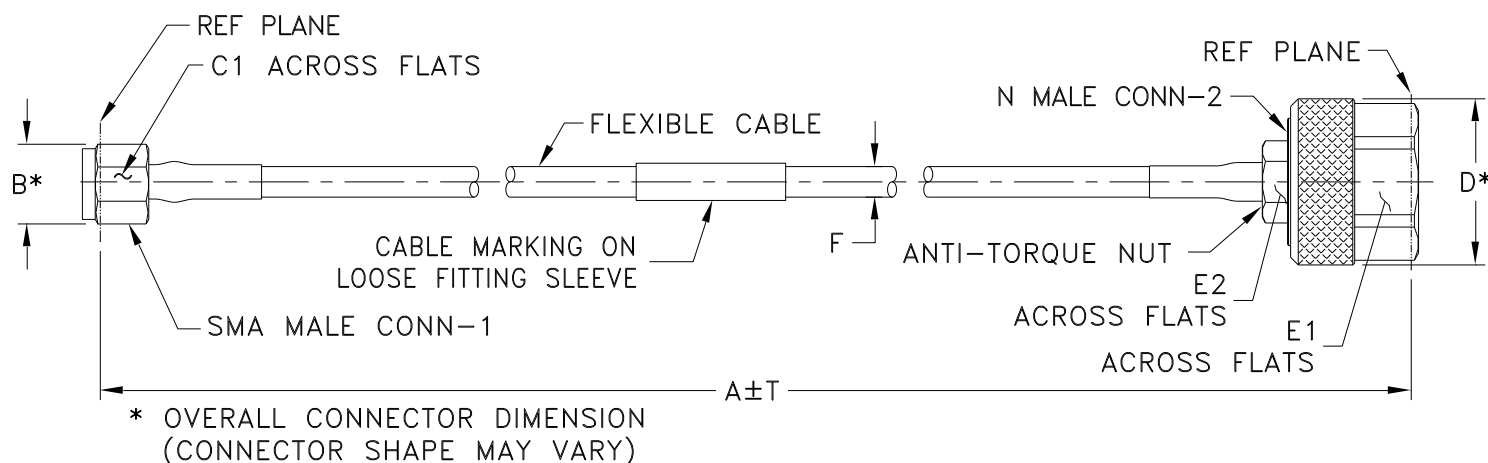 REF PLANE
C1 ACROSS FLATS
REF PLANE
N MALE CONN-2
FLEXIBLE CABLE
B*
D*
CABLE MARKING ON
LOOSE FITTING SLEEVE
F
ANTI-TORQUE NUT
E2
ACROSS FLATS
SMA MALE CONN-1
E1
ACROSS FLATS
A±T
* OVERALL CONNECTOR DIMENSION
(CONNECTOR SHAPE MAY VARY)